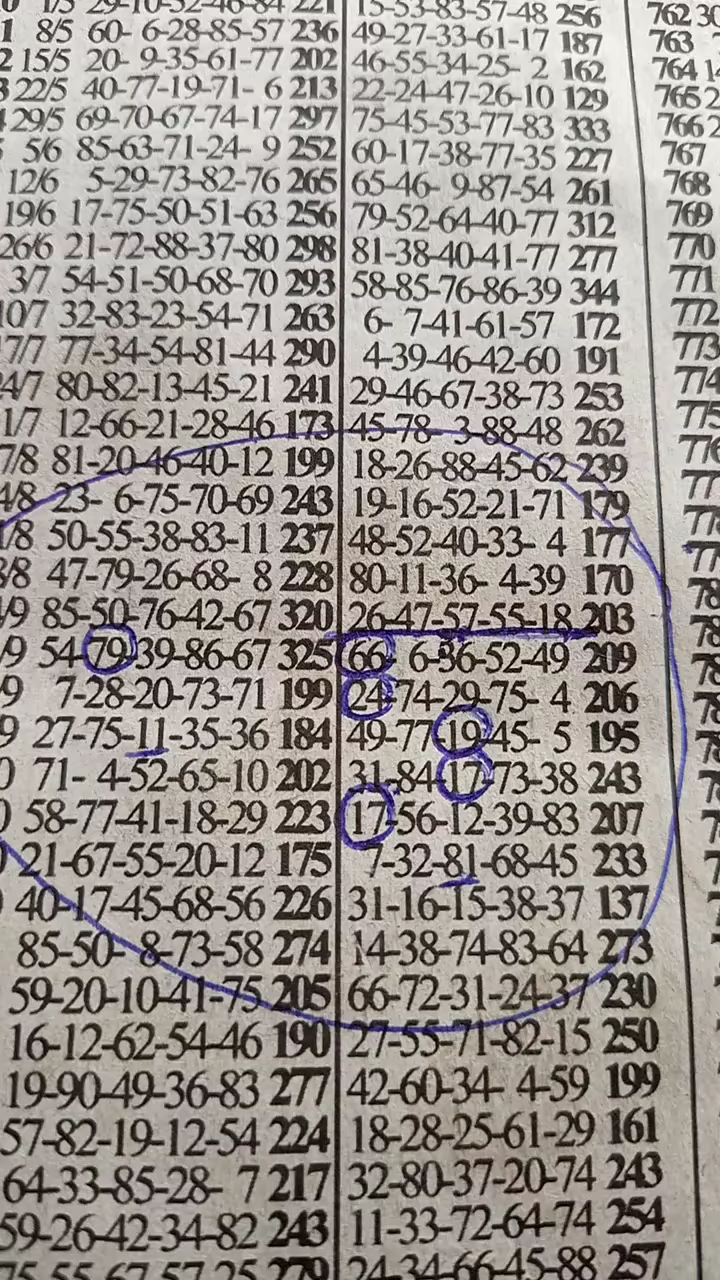 1/5 29-10-52-46-84 221 15-53-83-57-48 256 762
1 8/5 60- 6-28-85-57 236 49-27-33-61-17 187 763
2 15/5 20- 9-35-61-77 202 46-55-34-25- 2 162 764
3 22/5 40-77-19-71- 6 213 22-24-47-26-10 129 765
29/5 69-70-67-74-17 297 75-45-53-77-83 333 766
5/6 85-63-71-24- 9 252 60-17-38-77-35 227 767
12/6 5-29-73-82-76 265 65-46- 9-87-54 261 768
19/6 17-75-50-51-63 256 79-52-64-40-77 312 769
26/6 21-72-88-37-80 298 81-38-40-41-77 277 770
3/7 54-51-50-68-70 293 58-85-76-86-39 344 771
10/7 32-83-23-54-71 263 6- 7-41-61-57 172 772
17/7 77-34-54-81-44 290 4-39-46-42-60 191 773
24/7 80-82-13-45-21 241 29-46-67-38-73 253 774
1/7 12-66-21-28-46 173 45-78- 3-88-48 262 775
7/8 81-20-46-40-12 199 18-26-88-45-62 239 776
4/8 23- 6-75-70-69 243 19-16-52-21-71 179
1/8 50-55-38-83-11 237 48-52-40-33- 4 177
8/8 47-79-26-68- 8 228 80-11-36- 4-39 170
/9 85-50-76-42-67 320 26-47-57-55-18 203
/9 54-79-39-86-67 325 66- 6-36-52-49 209
9 7-28-20-73-71 199 24-74-29-75- 4 206
9 27-75-11-35-36 184 49-77-19-45- 5 195
0 71- 4-52-65-10 202 31-84-17-73-38 243
58-77-41-18-29 223 17-56-12-39-83 207
21-67-55-20-12 175 7-32-81-68-45 233
40-17-45-68-56 226 31-16-15-38-37 137
85-50- 8-73-58 274 14-38-74-83-64 273
59-20-10-41-75 205 66-72-31-24-37 230
16-12-62-54-46 190 27-55-71-82-15 250
19-90-49-36-83 277 42-60-34- 4-59 199
57-82-19-12-54 224 18-28-25-61-29 161
64-33-85-28- 7 217 32-80-37-20-74 243
59-26-42-34-82 243 11-33-72-64-74 254
75-55-67-57-25 279 24-34-66-45-88 257